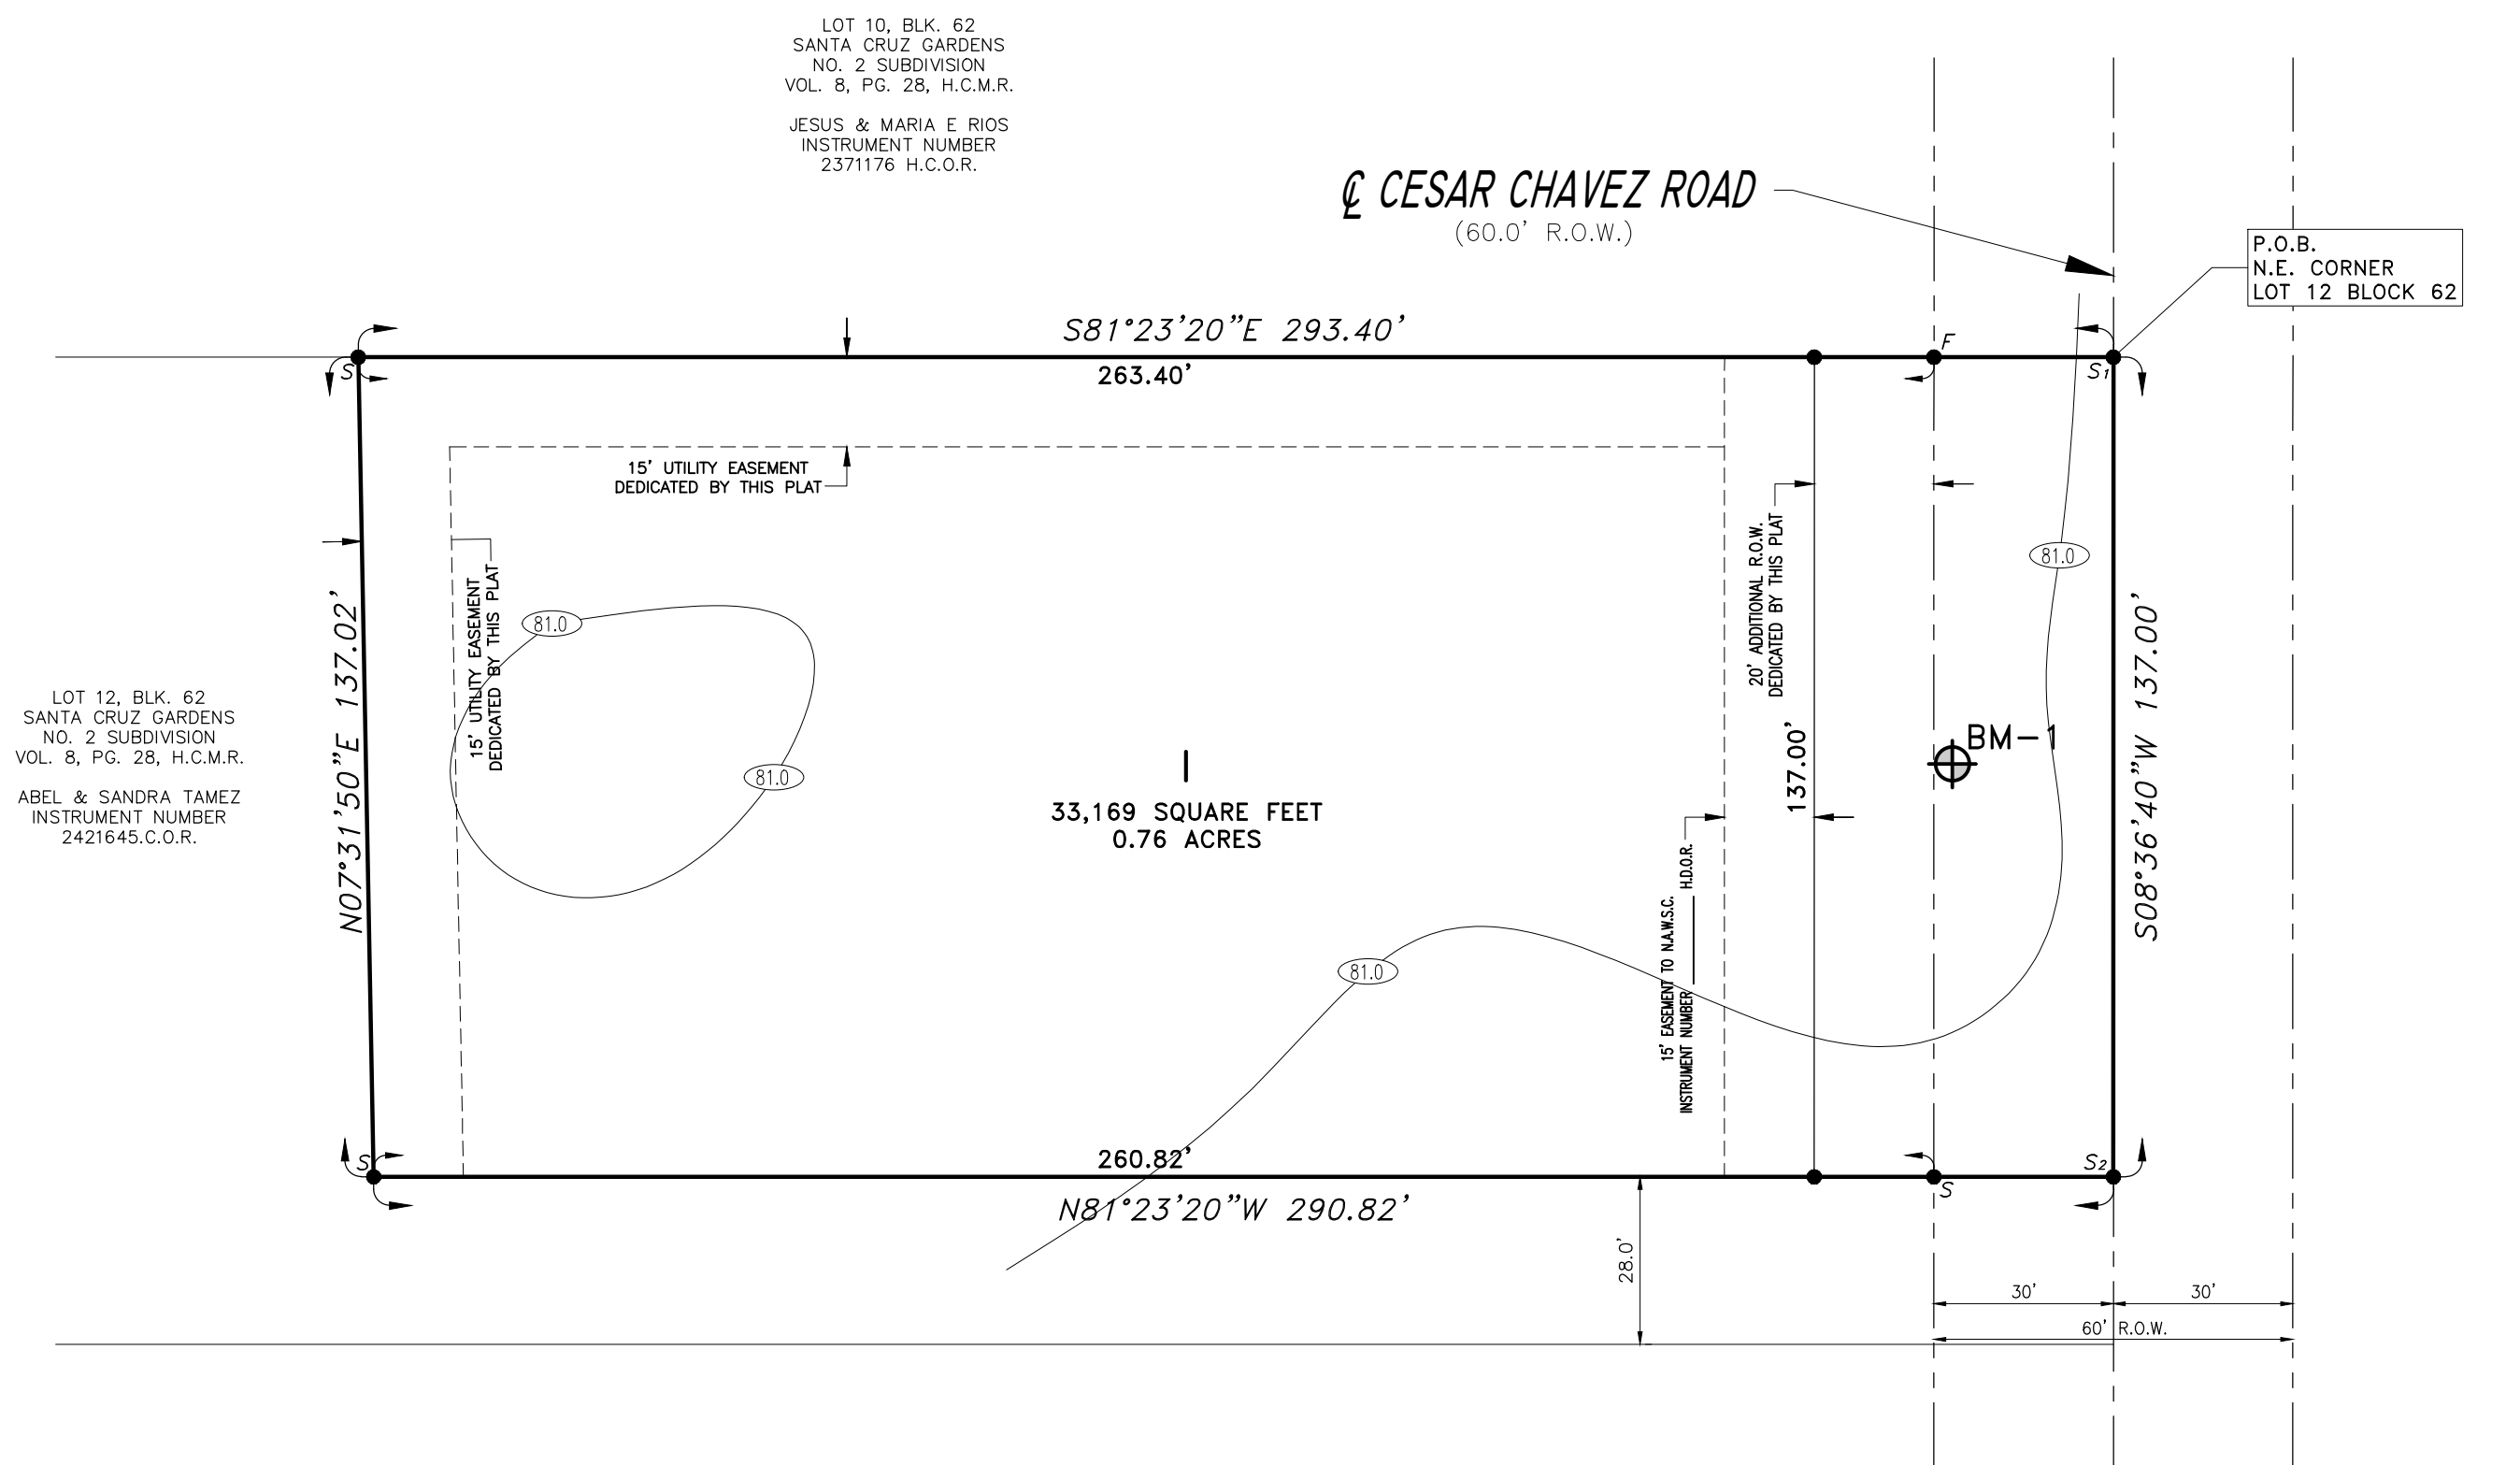 LOT 10, BLK. 62
SANTA CRUZ GARDENS
NO. 2 SUBDIVISION
VOL. 8, PG. 28, H.C.M.R.
JESUS & MARIA E RIOS
INSTRUMENT NUMBER
2371176 H.C.O.R.
℄ CESAR CHAVEZ ROAD
(60.0' R.O.W.)
P.O.B.
N.E. CORNER
LOT 12 BLOCK 62
S81°23'20"E 293.40'
263.40'
S
F
S1
15' UTILITY EASEMENT
DEDICATED BY THIS PLAT
15' UTILITY EASEMENT
DEDICATED BY THIS PLAT
20' ADDITIONAL R.O.W.
DEDICATED BY THIS PLAT
81.0
81.0
81.0
81.0
N07°31'50"E 137.02'
LOT 12, BLK. 62
SANTA CRUZ GARDENS
NO. 2 SUBDIVISION
VOL. 8, PG. 28, H.C.M.R.
ABEL & SANDRA TAMEZ
INSTRUMENT NUMBER
2421645.C.O.R.
1
33,169 SQUARE FEET
0.76 ACRES
137.00'
BM-1
S08°36'40"W 137.00'
15' EASEMENT TO N.A.W.S.C.
INSTRUMENT NUMBER ______ H.D.O.R.
S
260.82'
S2
S
N81°23'20"W 290.82'
28.0'
30'
30'
60' R.O.W.